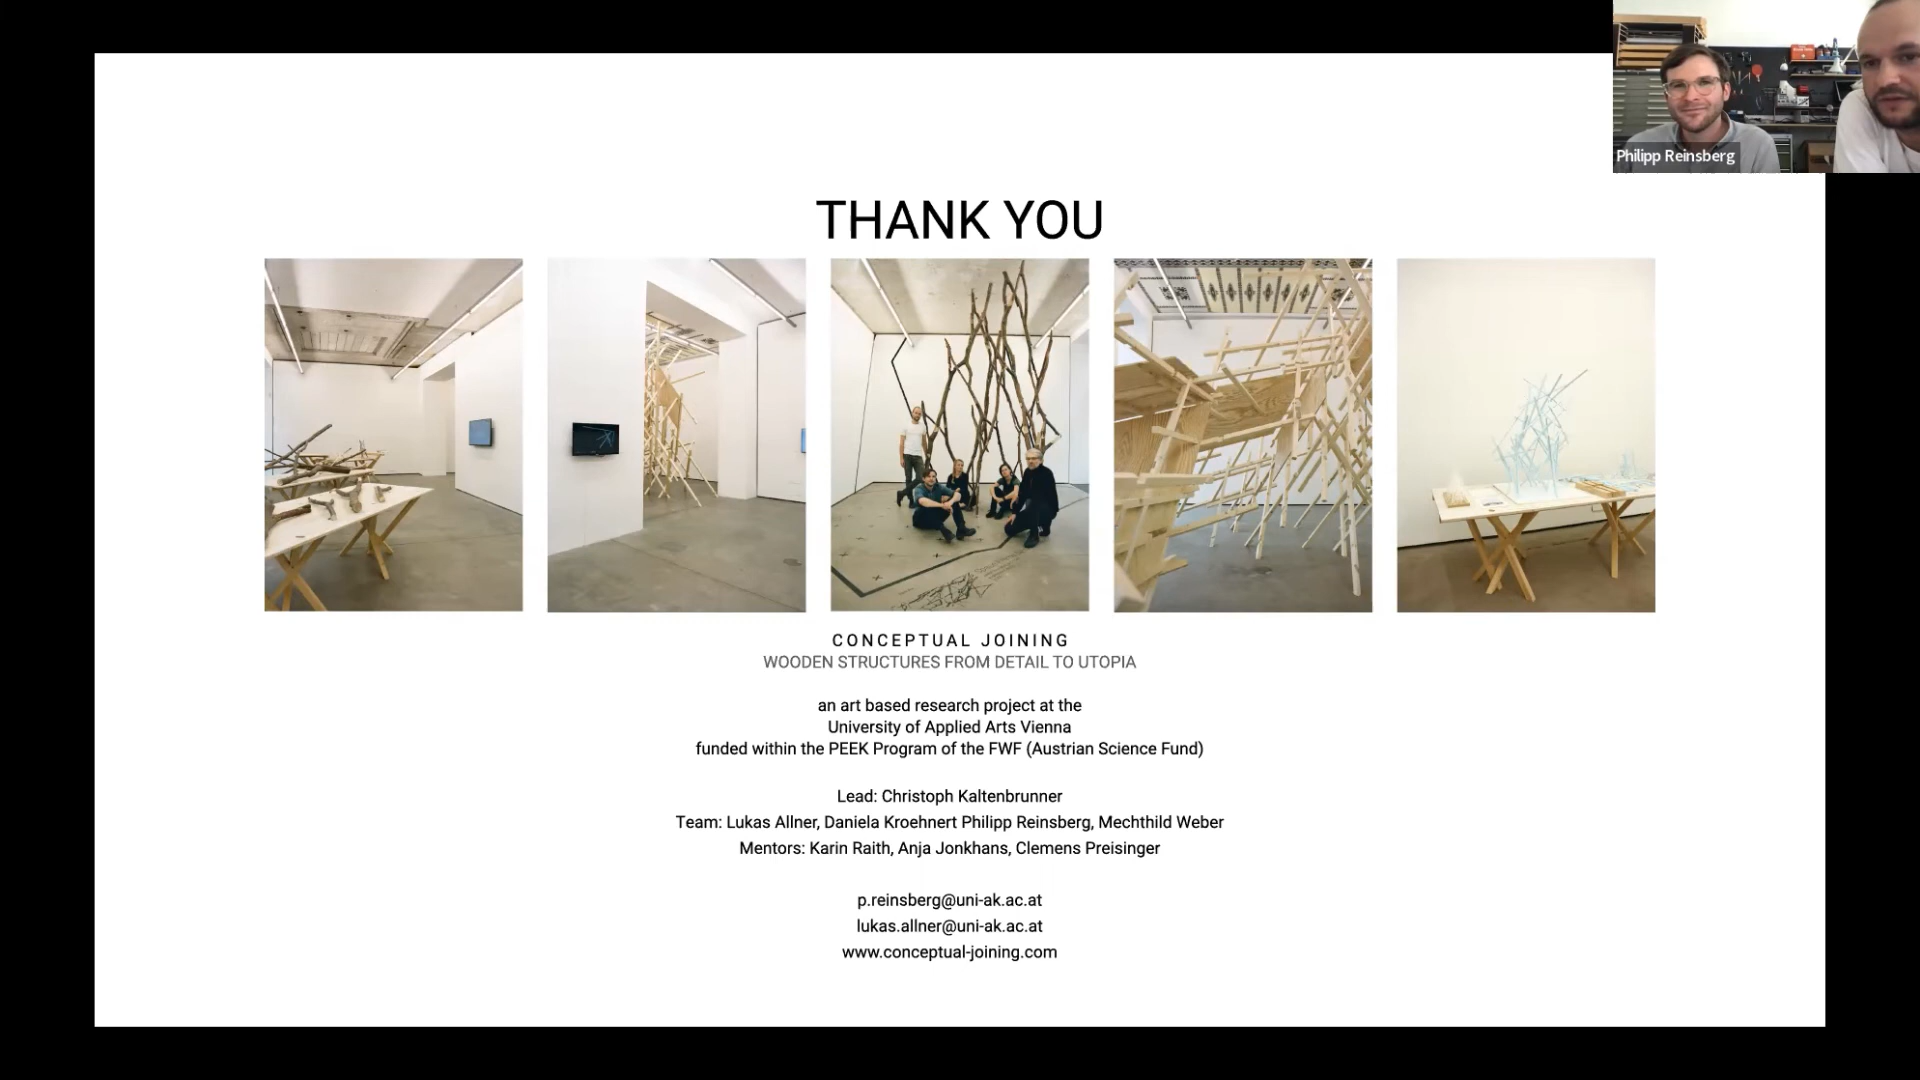 Philipp Reinsberg
THANK YOU
CONCEPTUAL JOINING
WOODEN STRUCTURES FROM DETAIL TO UTOPIA
an art based research project at the
University of Applied Arts Vienna
funded within the PEEK Program of the FWF (Austrian Science Fund)
Lead: Christoph Kaltenbrunner
Team: Lukas Allner, Daniela Kroehnert Philipp Reinsberg, Mechthild Weber
Mentors: Karin Raith, Anja Jonkhans, Clemens Preisinger
p.reinsberg@uni-ak.ac.at
lukas.allner@uni-ak.ac.at
www.conceptual-joining.com